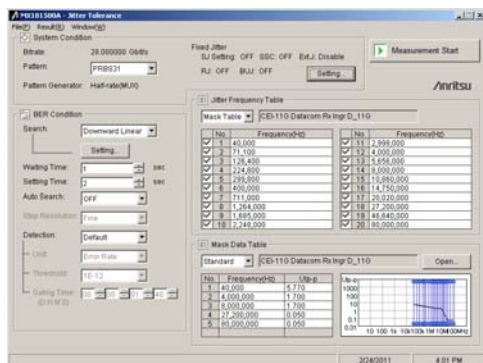 MX181500A - Jitter Tolerance
File(F) Result(R) Window(W)
System Condition
Bitrate: 28.000000 Gbit/s
Pattern: PRBS31
Pattern Generator: Half-rate(MUX)
Fixed Jitter
SJ Setting: OFF SSC: OFF Ext.J: Disable
RJ: OFF BUJ: OFF Setting...
Measurement Start
Anritsu
BER Condition
Search: Downward Linear
Setting...
Waiting Time: 1 sec
Setting Time: 2 sec
Auto Search: OFF
Step Resolution: Fine
Detection: Default
Unit: Error Rate
Threshold: 1E-12
Gating Time
(D H M S)
Jitter Frequency Table
Mask Table CEI-11G Datacom Rx Ingr D_11G
No. Frequency(Hz) No. Frequency(Hz)
1 40,000 11 2,998,000
2 71,100 12 4,000,000
3 126,400 13 5,656,000
4 224,800 14 8,000,000
5 299,800 15 10,860,000
6 400,000 16 14,750,000
7 711,000 17 20,020,000
8 1,264,000 18 27,200,000
9 1,685,000 19 46,640,000
10 2,248,000 20 80,000,000
Mask Data Table
Standard CEI-11G Datacom Rx Ingr D_11G Open...
No. Frequency(Hz) UIp-p
1 40,000 5.770
2 4,000,000 1.700
3 8,000,000 1.700
4 27,200,000 0.050
5 80,000,000 0.050
UIp-p
1000
100
10
1
0.1
0.01
10 100 1k 10k100k 1M 10M100MHz
2/24/2011 4:01 PM